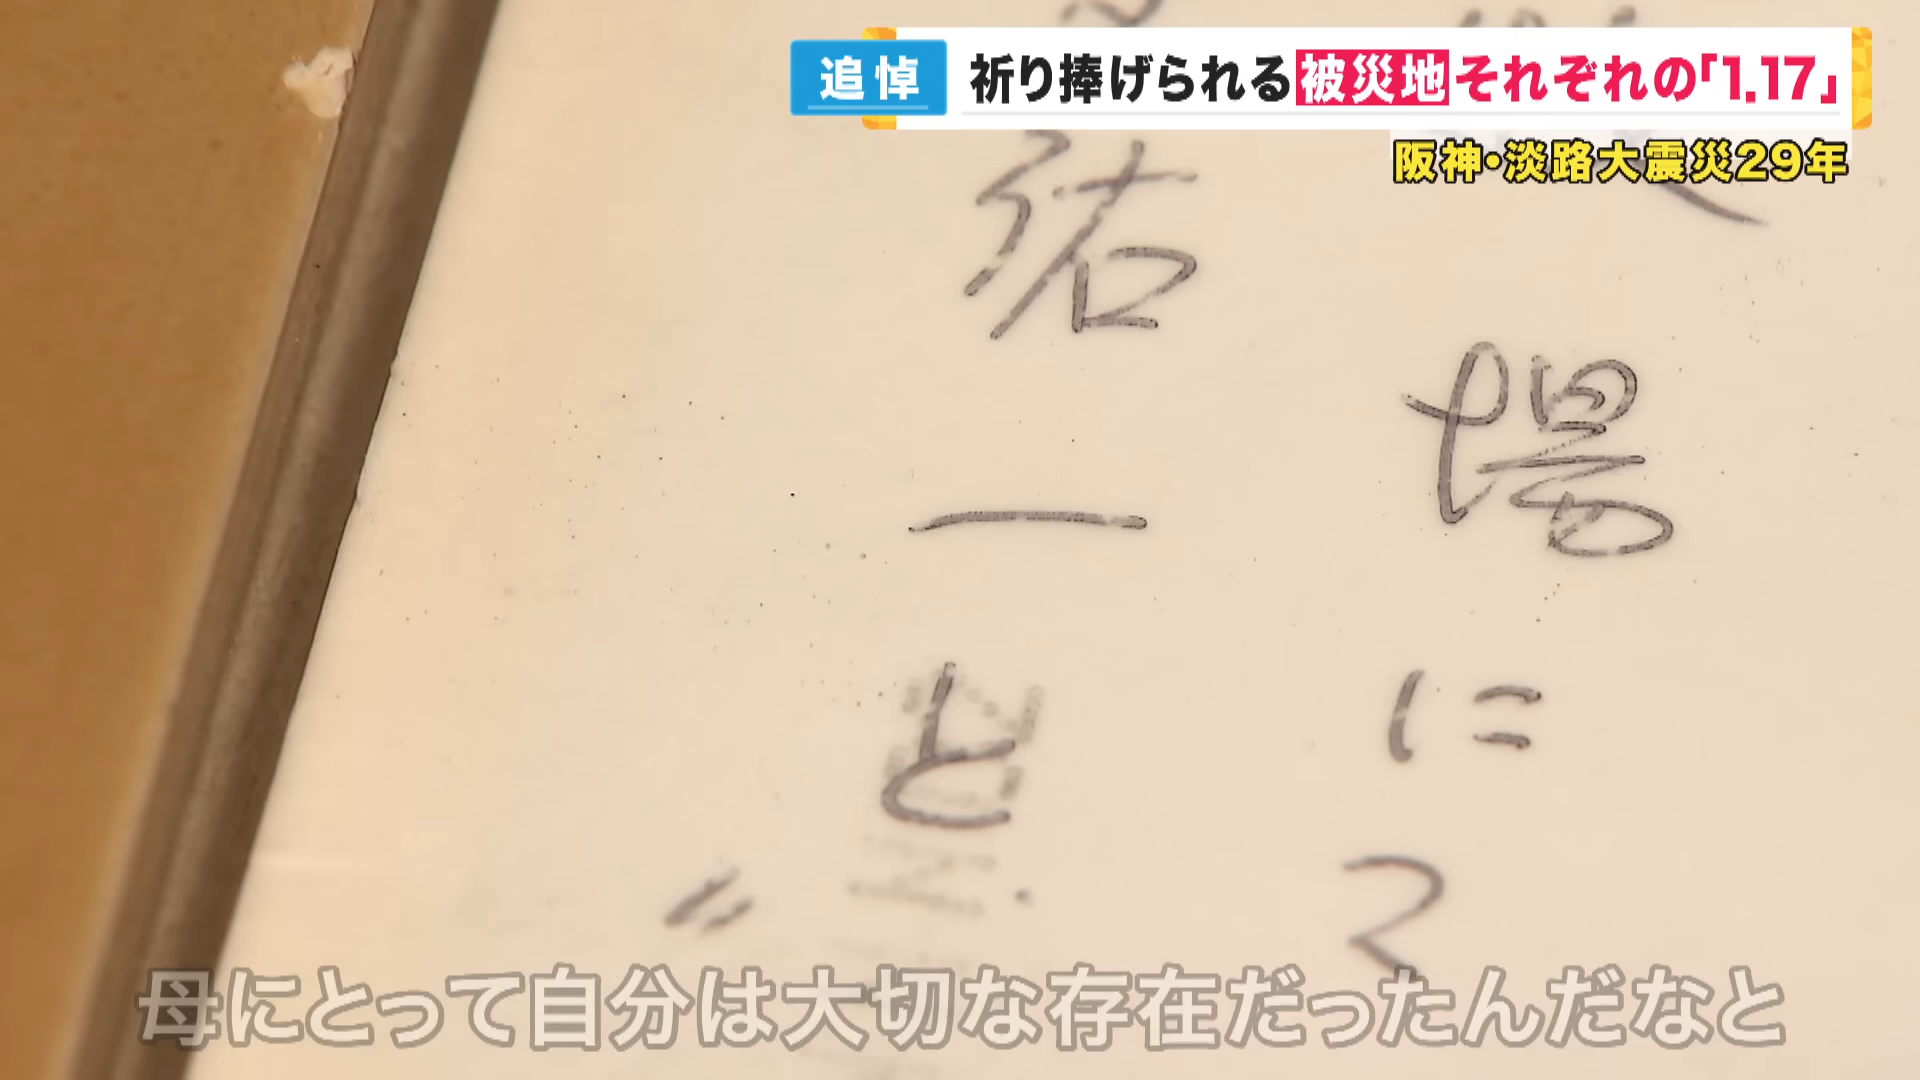 追悼
祈り捧げられる被災地それぞれの「1.17」
阪神・淡路大震災29年
場に
祐一と
母にとって自分は大切な存在だったんだなと